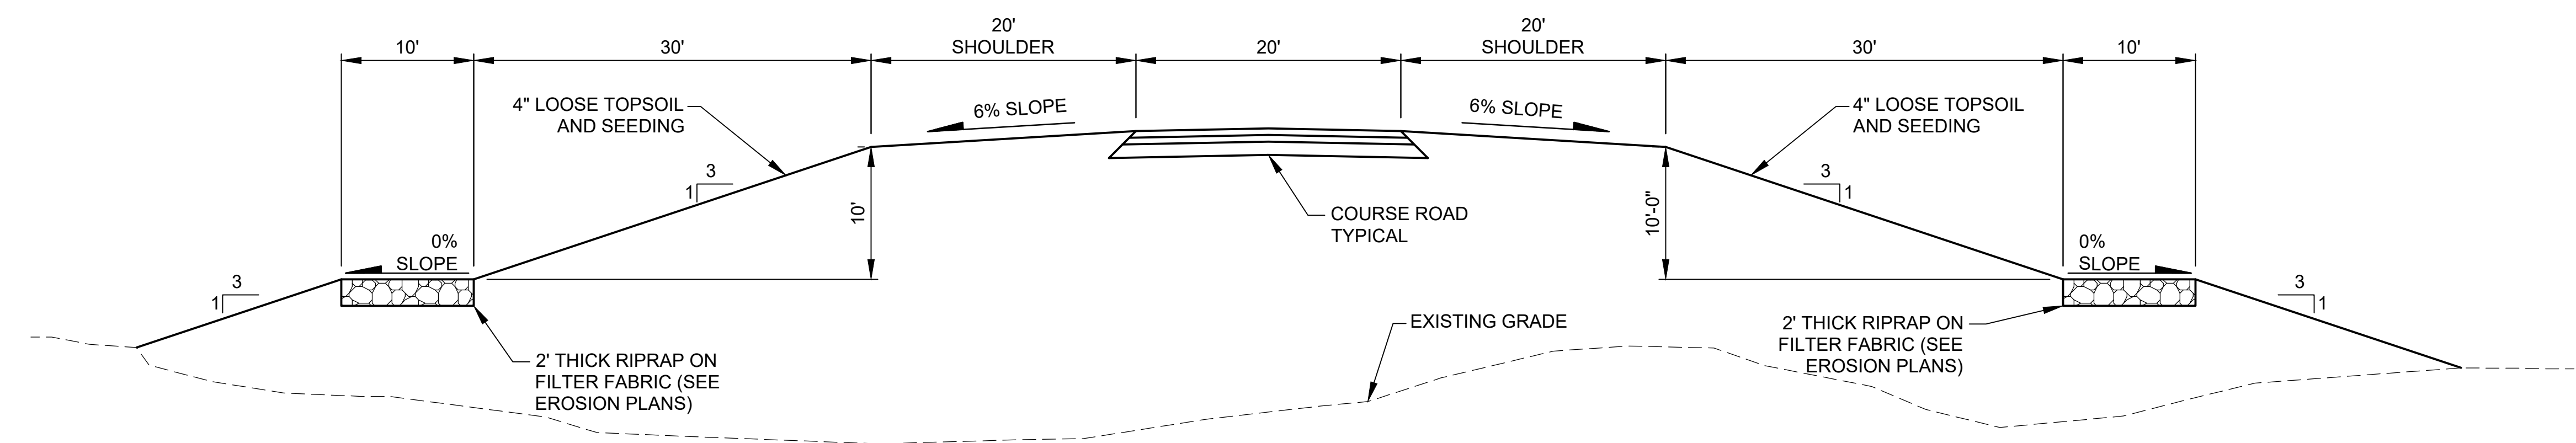 20'
SHOULDER
20'
SHOULDER
10'
30'
20'
30'
10'
4" LOOSE TOPSOIL
AND SEEDING
6% SLOPE
6% SLOPE
4" LOOSE TOPSOIL
AND SEEDING
3
1
3
1
10'
10'-0"
COURSE ROAD
TYPICAL
0%
SLOPE
0%
SLOPE
3
1
3
1
EXISTING GRADE
2' THICK RIPRAP ON
FILTER FABRIC (SEE
EROSION PLANS)
2' THICK RIPRAP ON
FILTER FABRIC (SEE
EROSION PLANS)